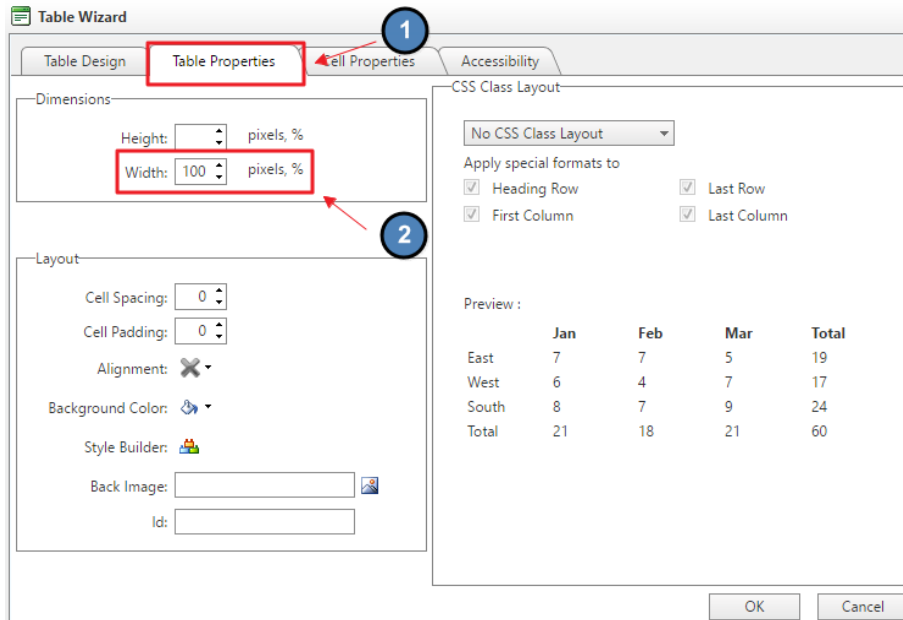 Table Wizard
1
Table Design
Table Properties
Cell Properties
Accessibility
Dimensions
Height: pixels, %
Width: 100 pixels, %
2
Layout
Cell Spacing: 0
Cell Padding: 0
Alignment:
Background Color:
Style Builder:
Back Image:
Id:
CSS Class Layout
No CSS Class Layout
Apply special formats to
Heading Row Last Row
First Column Last Column
Preview :
Jan Feb Mar Total
East 7 7 5 19
West 6 4 7 17
South 8 7 9 24
Total 21 18 21 60
OK Cancel